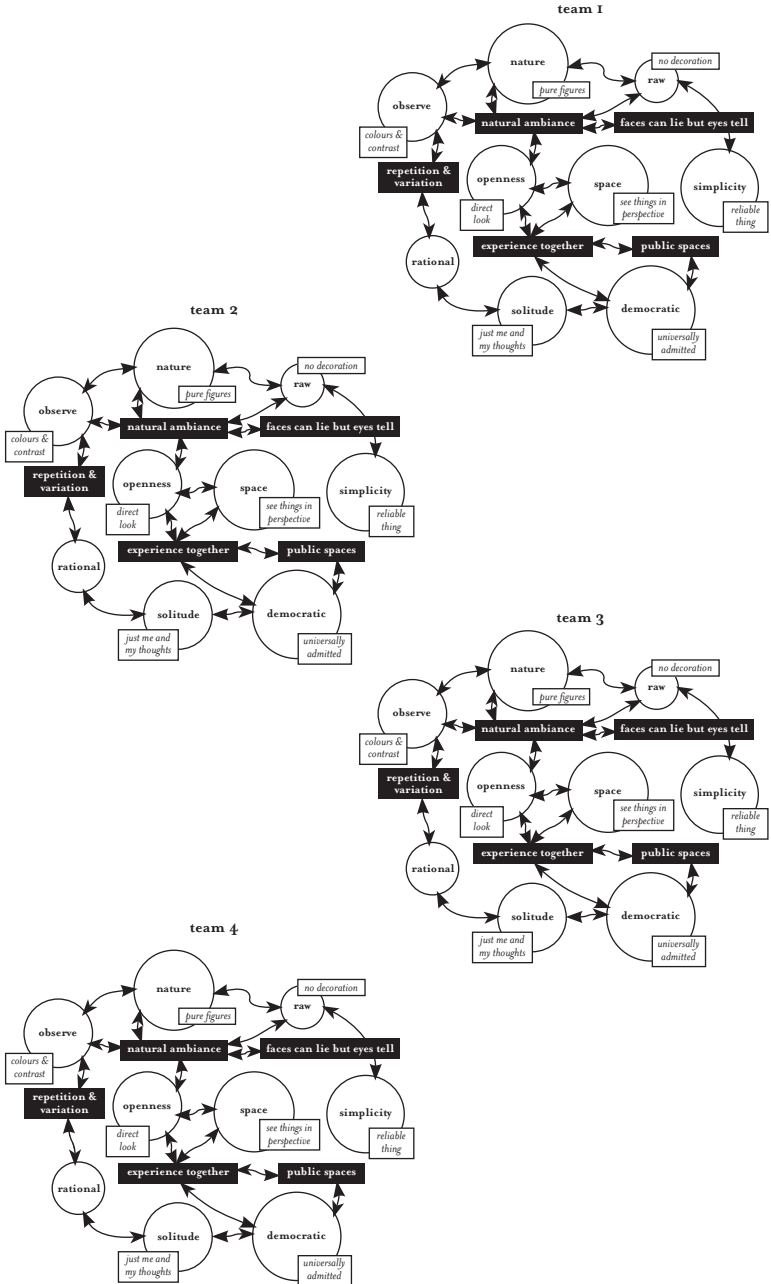 team 1
nature
no decoration
raw
pure figures
observe
natural ambiance
faces can lie but eyes tell
colours &
contrast
repetition &
variation
openness
space
simplicity
direct
look
see things in
perspective
reliable
thing
experience together
public spaces
rational
solitude
democratic
just me and
my thoughts
universally
admitted
team 2
nature
no decoration
raw
pure figures
observe
natural ambiance
faces can lie but eyes tell
colours &
contrast
repetition &
variation
openness
space
simplicity
direct
look
see things in
perspective
reliable
thing
experience together
public spaces
rational
solitude
democratic
just me and
my thoughts
universally
admitted
team 3
nature
no decoration
raw
pure figures
observe
natural ambiance
faces can lie but eyes tell
colours &
contrast
repetition &
variation
openness
space
simplicity
direct
look
see things in
perspective
reliable
thing
experience together
public spaces
rational
solitude
democratic
just me and
my thoughts
universally
admitted
team 4
nature
no decoration
raw
pure figures
observe
natural ambiance
faces can lie but eyes tell
colours &
contrast
repetition &
variation
openness
space
simplicity
direct
look
see things in
perspective
reliable
thing
experience together
public spaces
rational
solitude
democratic
just me and
my thoughts
universally
admitted